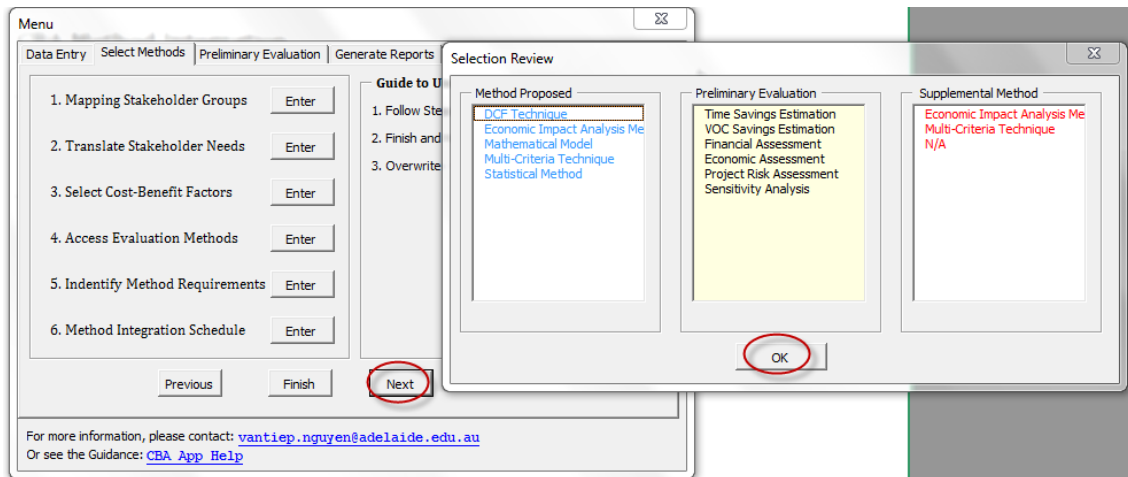 Menu
Data Entry Select Methods Preliminary Evaluation Generate Reports
1. Mapping Stakeholder Groups Enter
2. Translate Stakeholder Needs Enter
3. Select Cost-Benefit Factors Enter
4. Access Evaluation Methods Enter
5. Indentify Method Requirements Enter
6. Method Integration Schedule Enter
Guide to U
1. Follow Ste
2. Finish and
3. Overwrite
Previous Finish Next
For more information, please contact: vantiep.nguyen@adelaide.edu.au
Or see the Guidance: CBA App Help
Selection Review
Method Proposed
DCF Technique
Economic Impact Analysis Me
Mathematical Model
Multi-Criteria Technique
Statistical Method
Preliminary Evaluation
Time Savings Estimation
VOC Savings Estimation
Financial Assessment
Economic Assessment
Project Risk Assessment
Sensitivity Analysis
Supplemental Method
Economic Impact Analysis Me
Multi-Criteria Technique
N/A
OK